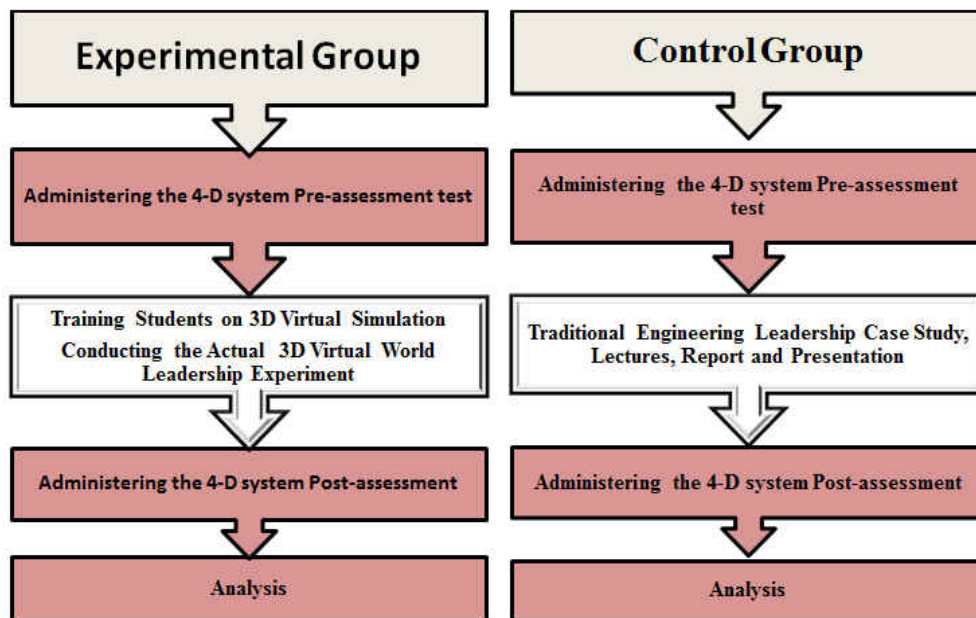 Experimental Group
Administering the 4-D system Pre-assessment test
Training Students on 3D Virtual Simulation
Conducting the Actual 3D Virtual World
Leadership Experiment
Administering the 4-D system Post-assessment
Analysis
Control Group
Administering the 4-D system Pre-assessment
test
Traditional Engineering Leadership Case Study,
Lectures, Report and Presentation
Administering the 4-D system Post-assessment
Analysis